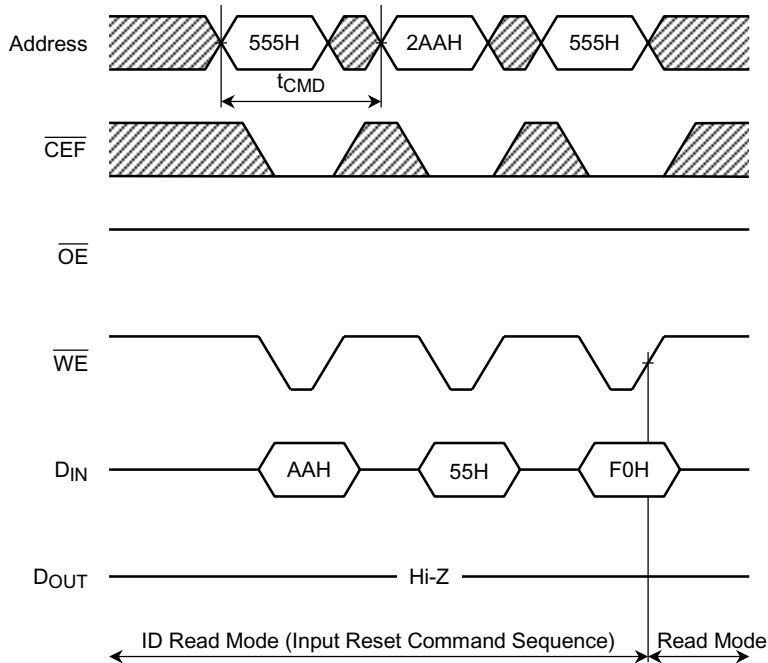 Address 555H 2AAH 555H
tCMD
CEF
OE
WE
DIN AAH 55H F0H
DOUT Hi-Z
ID Read Mode (Input Reset Command Sequence) Read Mode